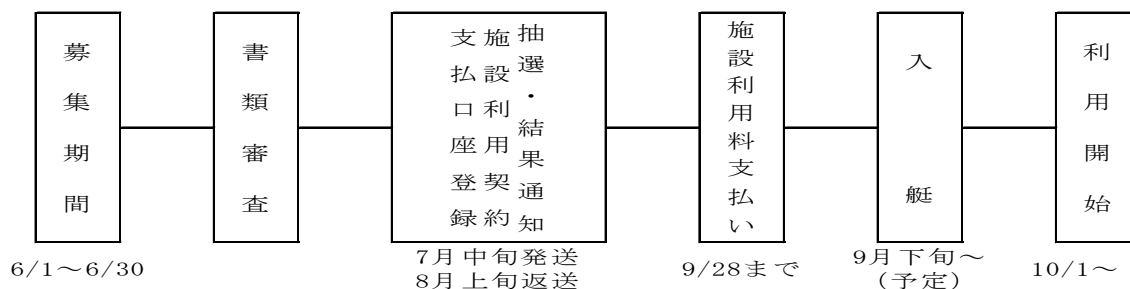 募集期間
書類審査
抽選・結果通知
施設利用契約
支払口座登録
施設利用料支払い
入艇
利用開始
6/1～6/30
7月中旬発送
8月上旬返送
9/28まで
9月下旬～
(予定)
10/1～